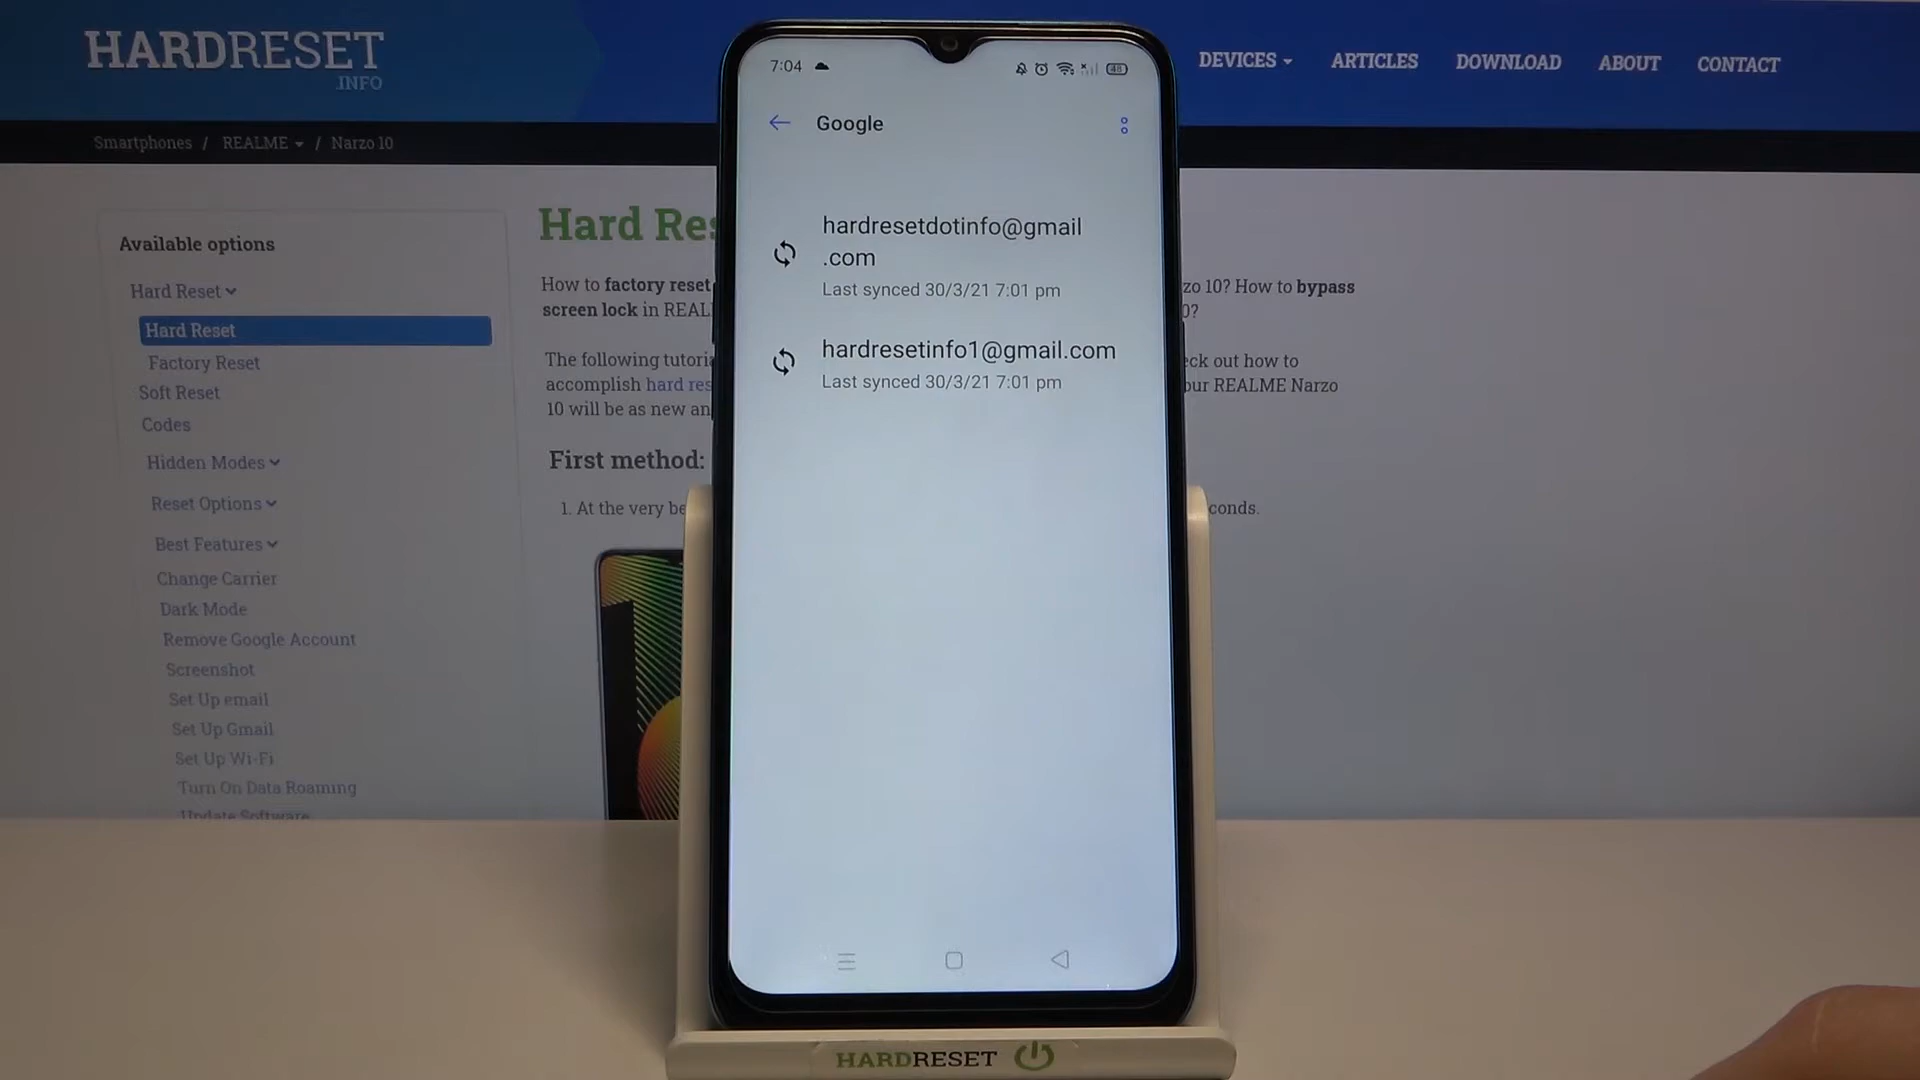 HARDRESET
.INFO
DEVICES
ARTICLES
DOWNLOAD
ABOUT
CONTACT
Smartphones / REALME / Narzo 10
Available options
Hard Reset
Hard Reset
Factory Reset
Soft Reset
Codes
Hidden Modes
Reset Options
Best Features
Change Carrier
Dark Mode
Remove Google Account
Screenshot
Set Up email
Set Up Gmail
Set Up Wi-Fi
Turn On Data Roaming
Update Software
Hard Res
How to factory reset
zo 10? How to bypass
screen lock in REAL
0?
The following tutoria
eck out how to
accomplish hard res
our REALME Narzo
10 will be as new an
First method:
1. At the very be
conds.
7:04
48
Google
hardresetdotinfo@gmail
.com
Last synced 30/3/21 7:01 pm
hardresetinfo1@gmail.com
Last synced 30/3/21 7:01 pm
HARDRESET